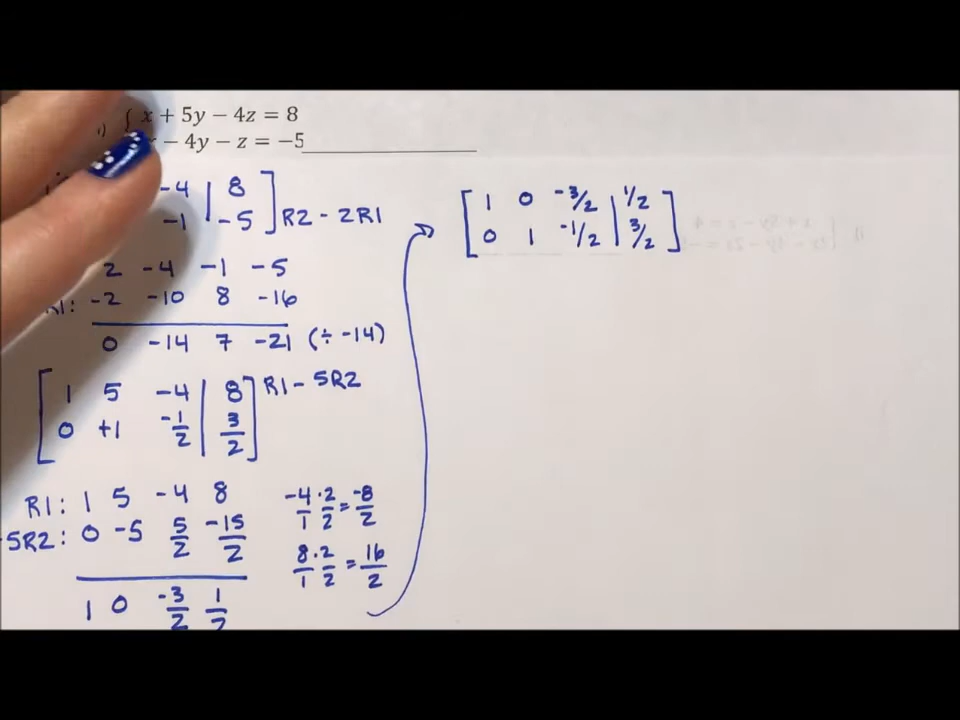 i) { x + 5y − 4z = 8
− 4y − z = −5
-4 | 8 ]
-1 | -5 ] R2 - 2R1
2 -4 -1 -5
R1: -2 -10 8 -16
0 -14 7 -21 (÷ -14)
[ 1 5 -4 | 8 ] R1 - 5R2
[ 0 +1 -1/2 | 3/2 ]
R1: 1 5 -4 8
-5R2: 0 -5 5/2 -15/2
1 0 -3/2 1/2
-4/1 · 2/2 = -8/2
8/1 · 2/2 = 16/2
[ 1 0 -3/2 | 1/2 ]
[ 0 1 -1/2 | 3/2 ]